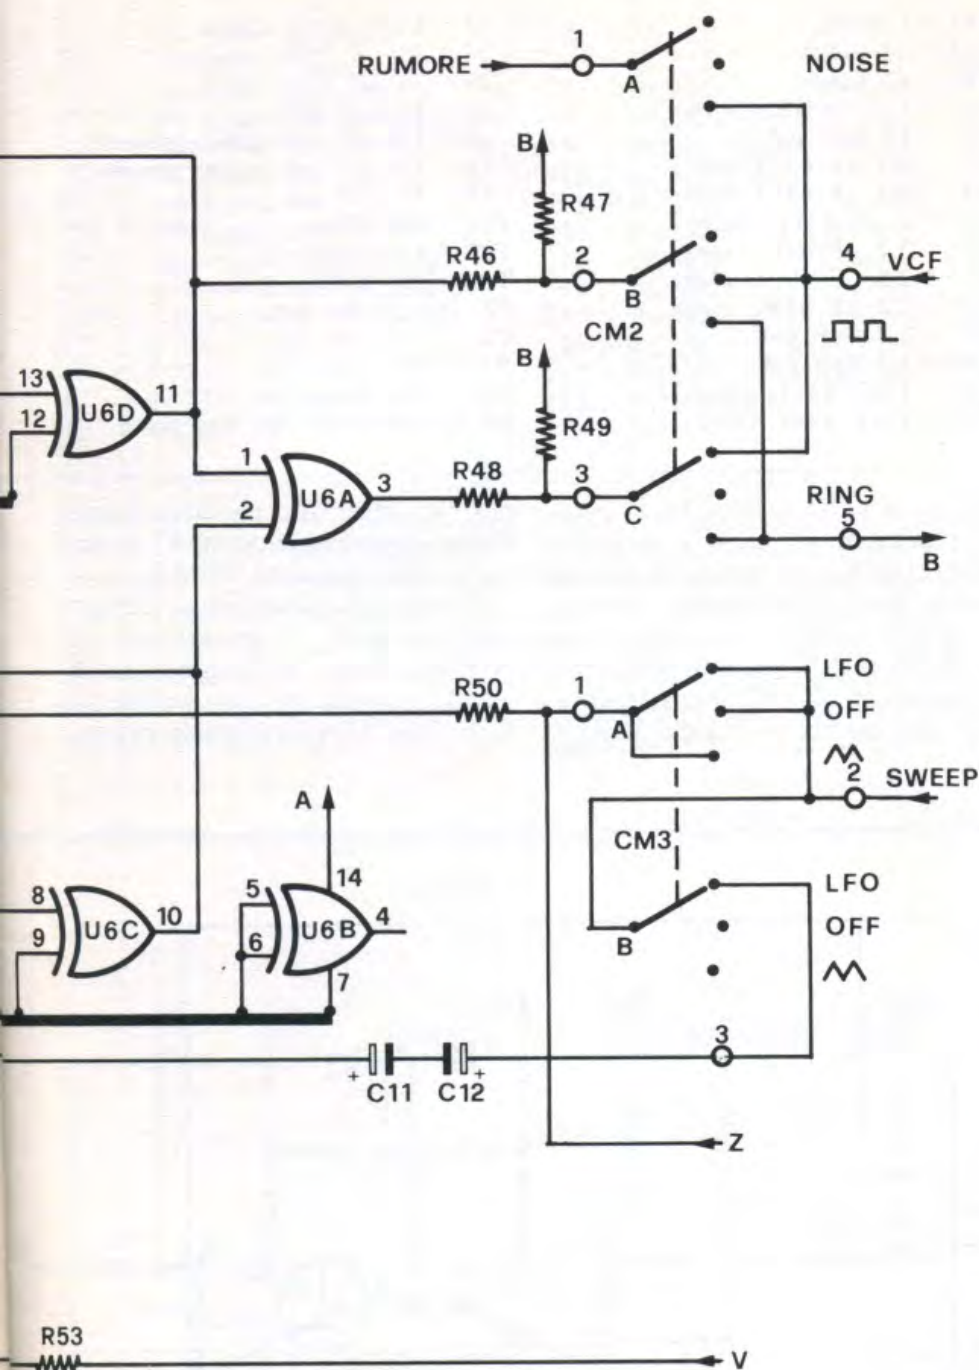 1
RUMORE
A
NOISE
B
R47
R46
2
B
4
VCF
CM2
B
13
12
U6D
11
R49
1
2
U6A
3
R48
3
C
RING
5
B
R50
1
A
LFO
OFF
2
SWEEP
A
CM3
14
5
6
U6B
4
7
8
9
U6C
10
B
LFO
OFF
3
+
C11
C12
+
Z
R53
V